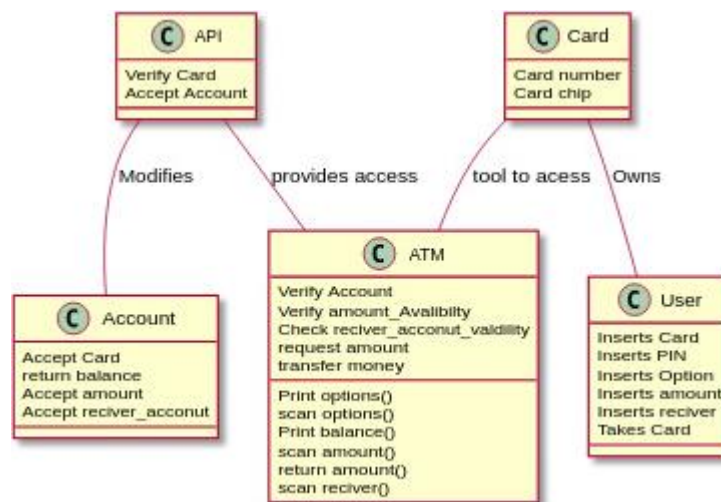 C API
Verify Card
Accept Account
C Card
Card number
Card chip
Modifies
provides access
tool to acess
Owns
C ATM
Verify Account
Verify amount_Avalibilty
Check reciver_acconut_valdility
request amount
transfer money
Print options()
scan options()
Print balance()
scan amount()
return amount()
scan reciver()
C Account
Accept Card
return balance
Accept amount
Accept reciver_acconut
C User
Inserts Card
Inserts PIN
Inserts Option
Inserts amount
Inserts reciver
Takes Card